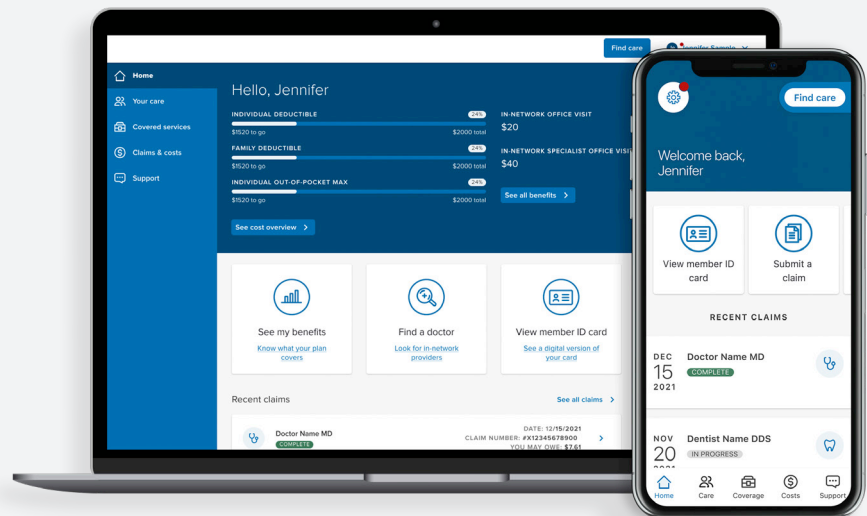 Find care
Jennifer Sample
Home
Your care
Covered services
Claims & costs
Support
Hello, Jennifer
INDIVIDUAL DEDUCTIBLE
24%
$1520 to go
$2000 total
FAMILY DEDUCTIBLE
24%
$1520 to go
$2000 total
INDIVIDUAL OUT-OF-POCKET MAX
24%
$1520 to go
$2000 total
See cost overview
IN-NETWORK OFFICE VISIT
$20
IN-NETWORK SPECIALIST OFFICE VISI
$40
See all benefits
See my benefits
Know what your plan
covers
Find a doctor
Look for in-network
providers
View member ID card
See a digital version of
your card
Recent claims
See all claims
Doctor Name MD
COMPLETE
DATE: 12/15/2021
CLAIM NUMBER: #X12345678900
YOU MAY OWE: $7.61
Find care
Welcome back,
Jennifer
View member ID
card
Submit a
claim
RECENT CLAIMS
DEC
15
2021
Doctor Name MD
COMPLETE
NOV
20
2021
Dentist Name DDS
IN PROGRESS
Home
Care
Coverage
Costs
Support